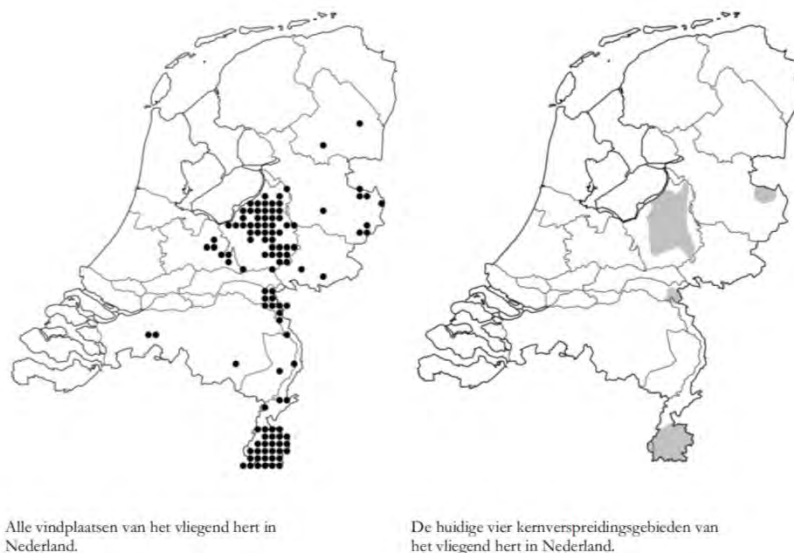 Alle vindplaatsen van het vliegend hert in
Nederland.
De huidige vier kernverspreidingsgebieden van
het vliegend hert in Nederland.